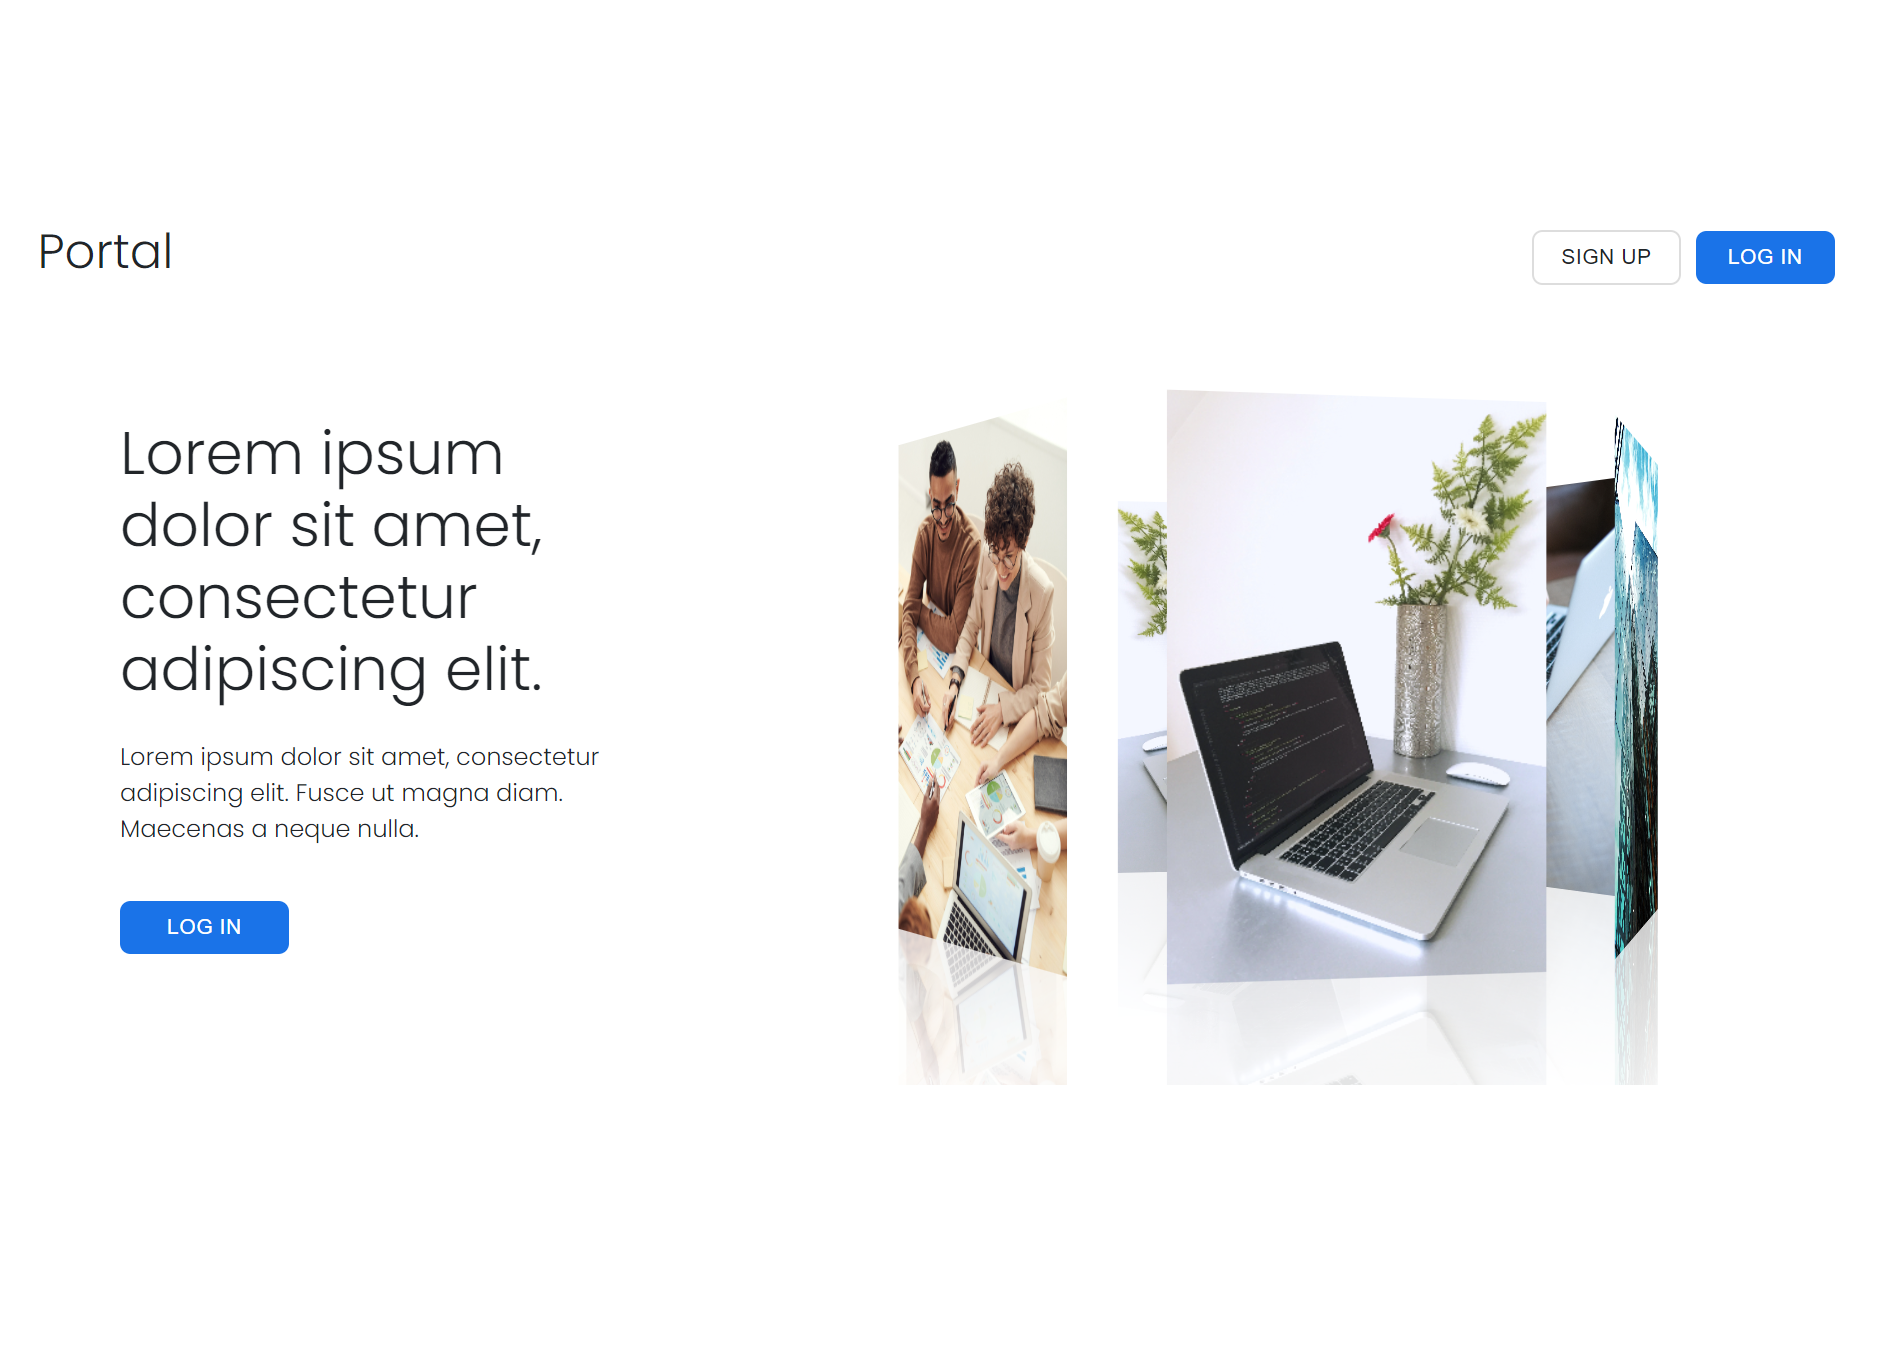 Portal
SIGN UP
LOG IN
Lorem ipsum
dolor sit amet,
consectetur
adipiscing elit.
Lorem ipsum dolor sit amet, consectetur
adipiscing elit. Fusce ut magna diam.
Maecenas a neque nulla.
LOG IN